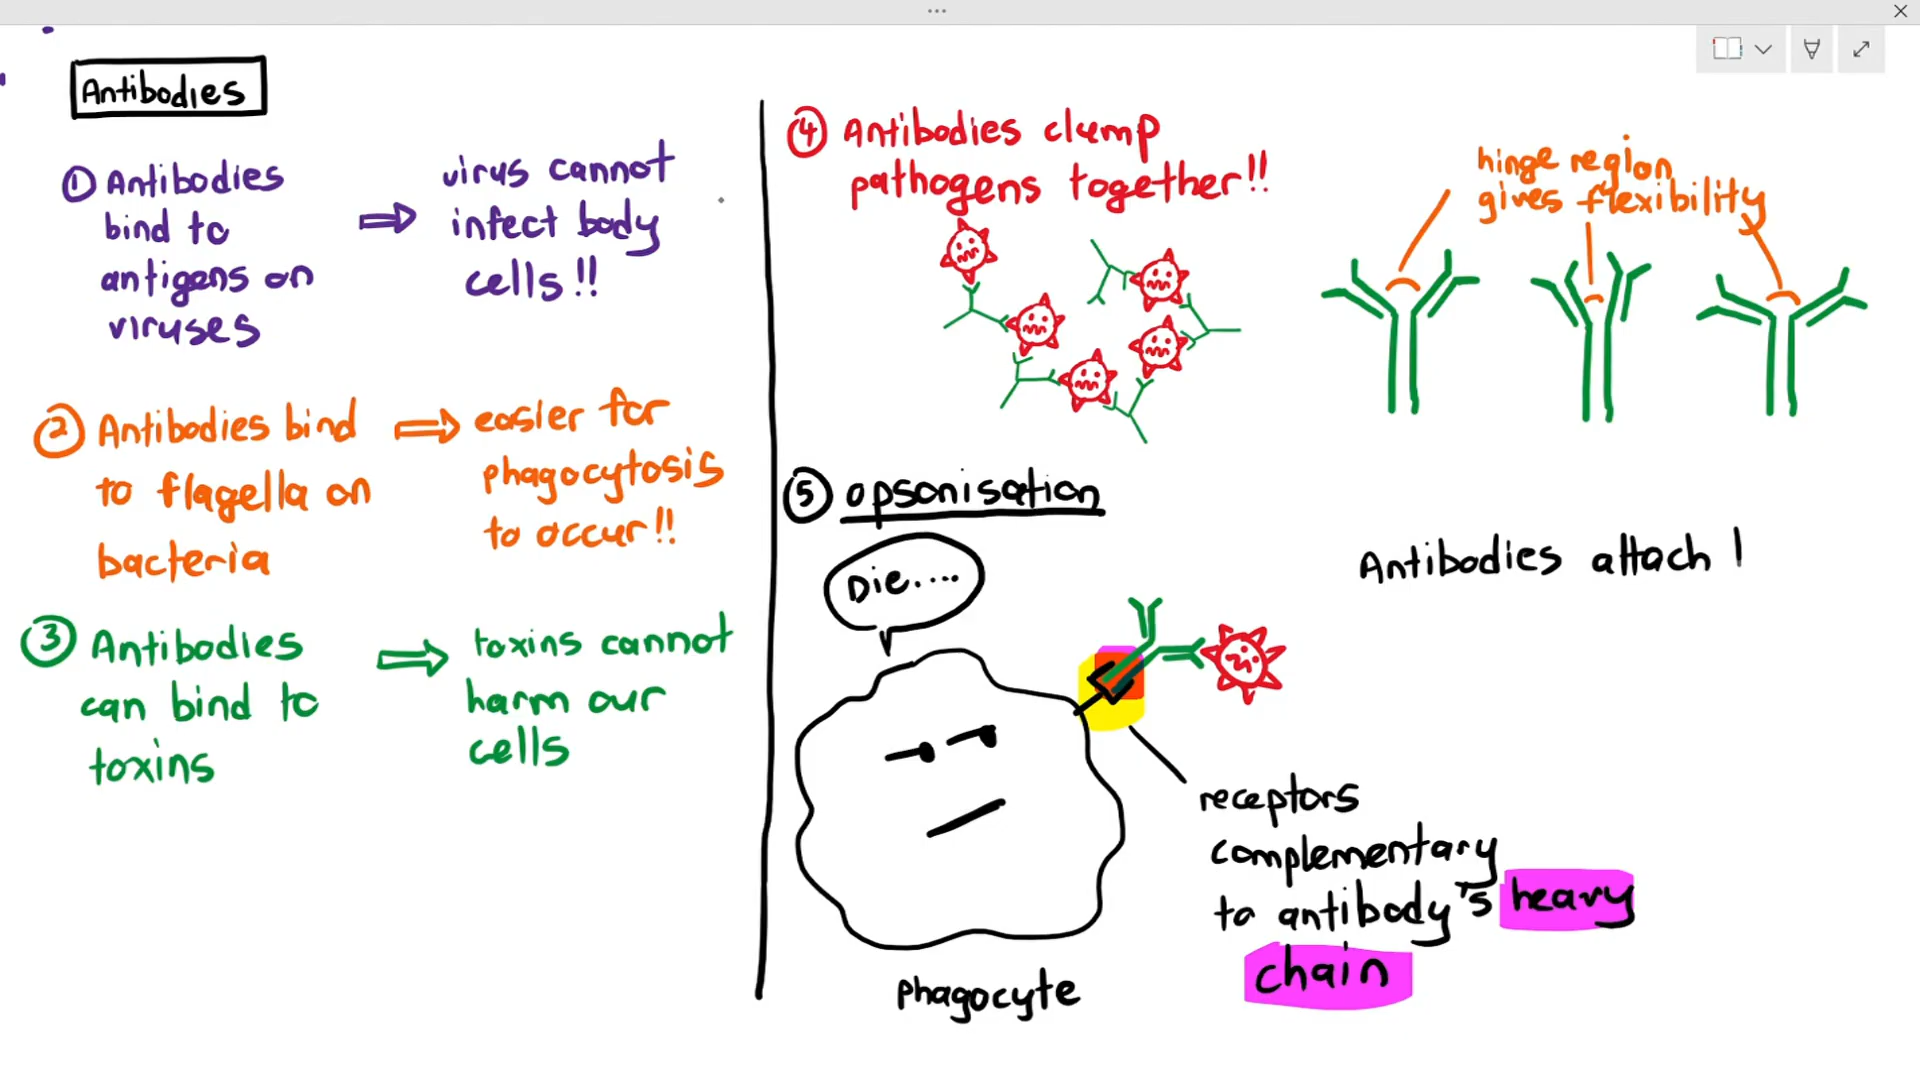 Antibodies
① Antibodies
bind to
antigens on
viruses
virus cannot
infect body
cells!!
② Antibodies bind
to flagella on
bacteria
easier for
phagocytosis
to occur!!
③ Antibodies
can bind to
toxins
toxins cannot
harm our
cells
④ Antibodies clump
pathogens together!!
hinge region
gives flexibility
⑤ opsonisation
Die....
Antibodies attach
receptors
complementary
to antibody's heavy
chain
Phagocyte